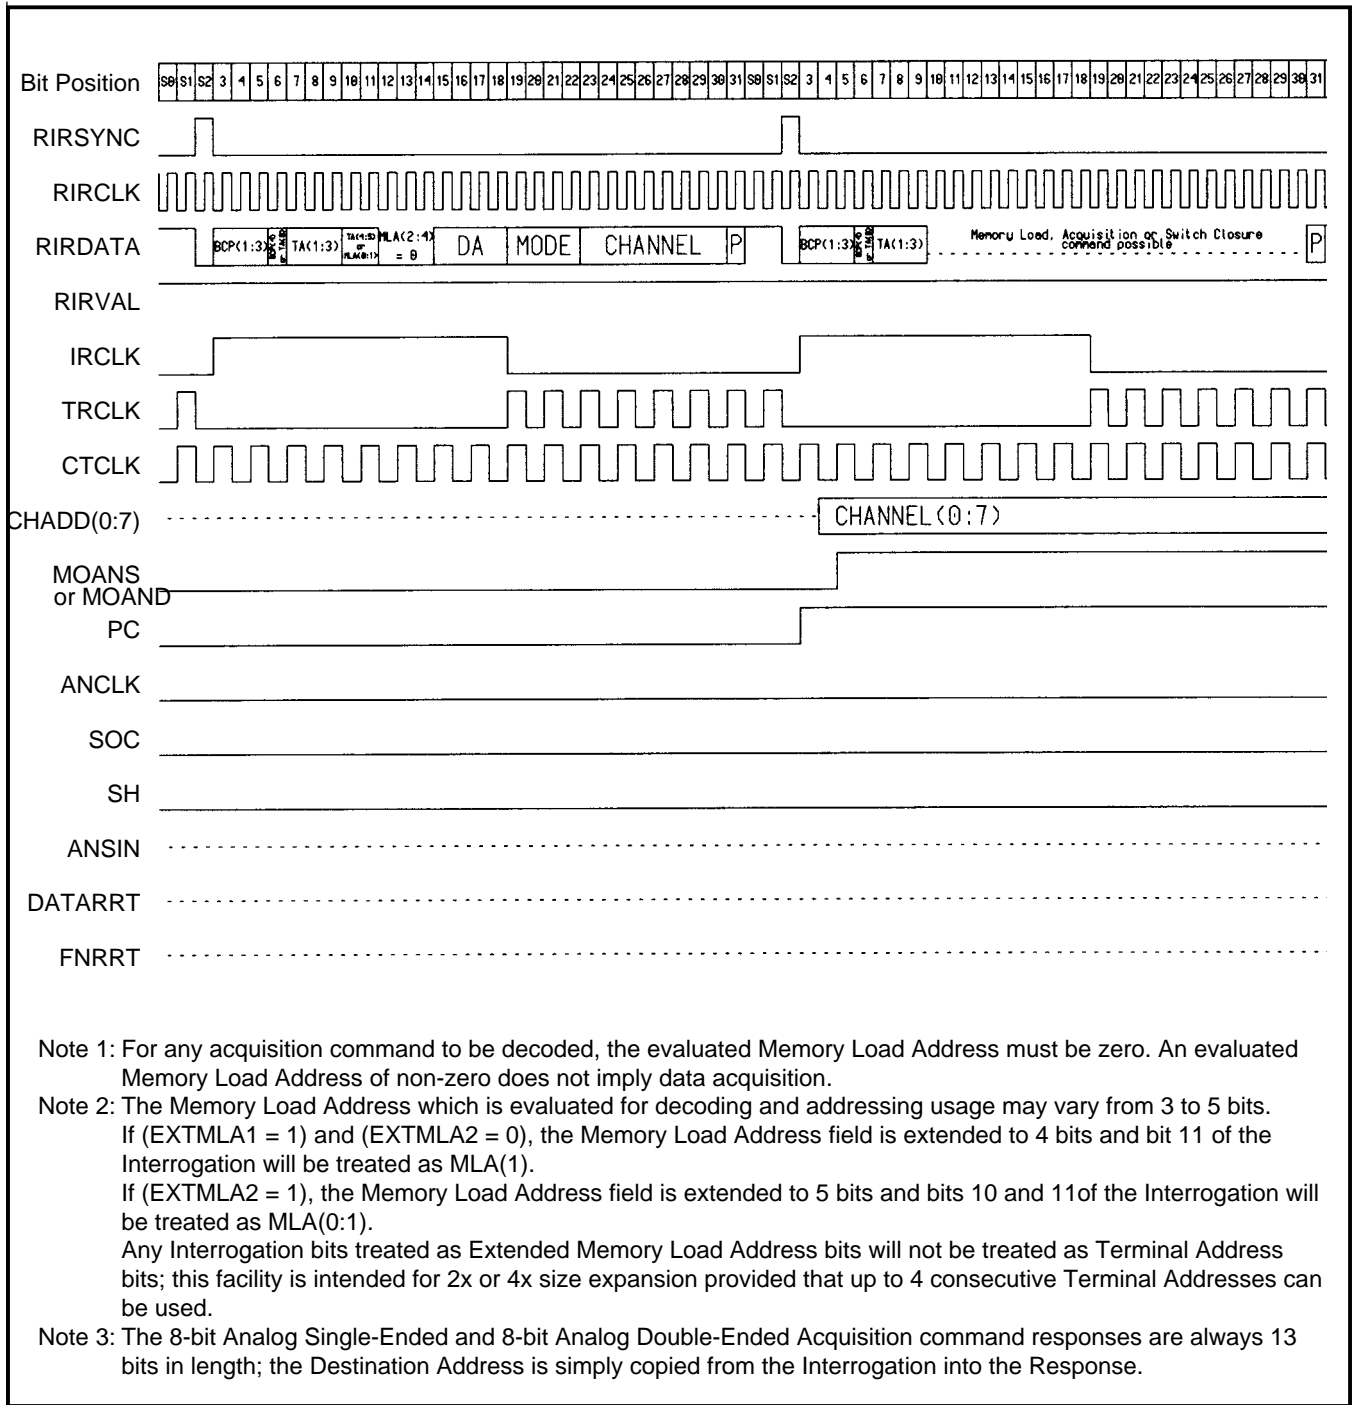 Bit Position S0 S1 S2 3 4 5 6 7 8 9 10 11 12 13 14 15 16 17 18 19 20 21 22 23 24 25 26 27 28 29 30 31 S0 S1 S2 3 4 5 6 7 8 9 10 11 12 13 14 15 16 17 18 19 20 21 22 23 24 25 26 27 28 29 30 31
RIRSYNC
RIRCLK
RIRDATA BCP(1:3) TA(1:3) TA(4:5) or MLA(0:1) MLA(2:4) = 0 DA MODE CHANNEL P BCP(1:3) TA(1:3) Memory Load, Acquisition or Switch Closure command possible P
RIRVAL
IRCLK
TRCLK
CTCLK
CHADD(0:7) CHANNEL(0:7)
MOANS
or MOAND
PC
ANCLK
SOC
SH
ANSIN
DATARRT
FNRRT
Note 1: For any acquisition command to be decoded, the evaluated Memory Load Address must be zero. An evaluated
Memory Load Address of non-zero does not imply data acquisition.
Note 2: The Memory Load Address which is evaluated for decoding and addressing usage may vary from 3 to 5 bits.
If (EXTMLA1 = 1) and (EXTMLA2 = 0), the Memory Load Address field is extended to 4 bits and bit 11 of the
Interrogation will be treated as MLA(1).
If (EXTMLA2 = 1), the Memory Load Address field is extended to 5 bits and bits 10 and 11of the Interrogation will
be treated as MLA(0:1).
Any Interrogation bits treated as Extended Memory Load Address bits will not be treated as Terminal Address
bits; this facility is intended for 2x or 4x size expansion provided that up to 4 consecutive Terminal Addresses can
be used.
Note 3: The 8-bit Analog Single-Ended and 8-bit Analog Double-Ended Acquisition command responses are always 13
bits in length; the Destination Address is simply copied from the Interrogation into the Response.